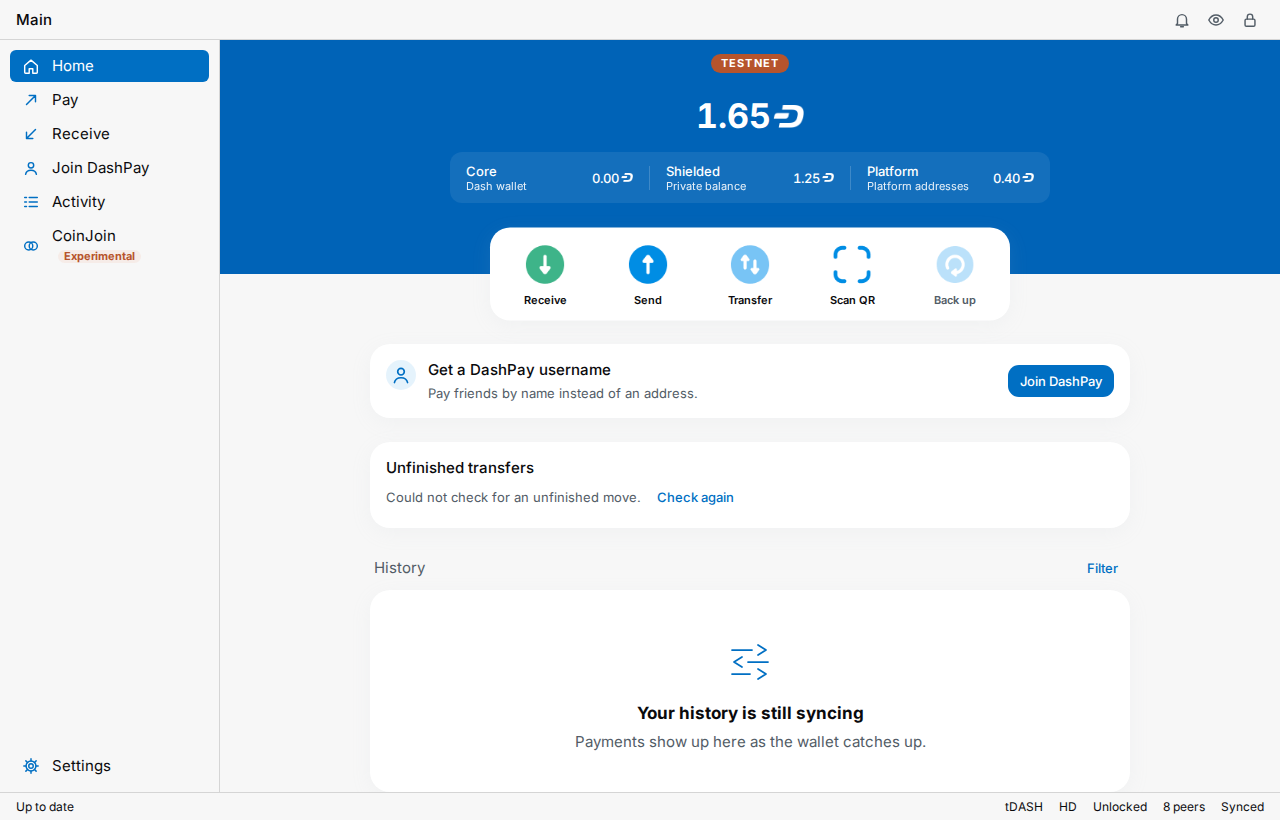 Main
Home
Pay
Receive
Join DashPay
Activity
CoinJoin
Experimental
Settings
TESTNET
1.65
Core
Dash wallet
0.00
Shielded
Private balance
1.25
Platform
Platform addresses
0.40
Receive
Send
Transfer
Scan QR
Back up
Get a DashPay username
Pay friends by name instead of an address.
Join DashPay
Unfinished transfers
Could not check for an unfinished move. Check again
History
Filter
Your history is still syncing
Payments show up here as the wallet catches up.
Up to date
tDASH HD Unlocked 8 peers Synced